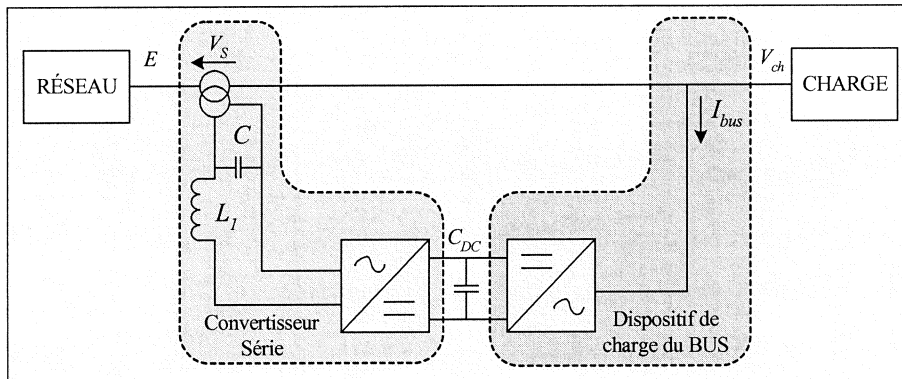 RÉSEAU
E
V_S
V_ch
CHARGE
I_bus
C
L_1
C_DC
Convertisseur
Série
Dispositif de
charge du BUS